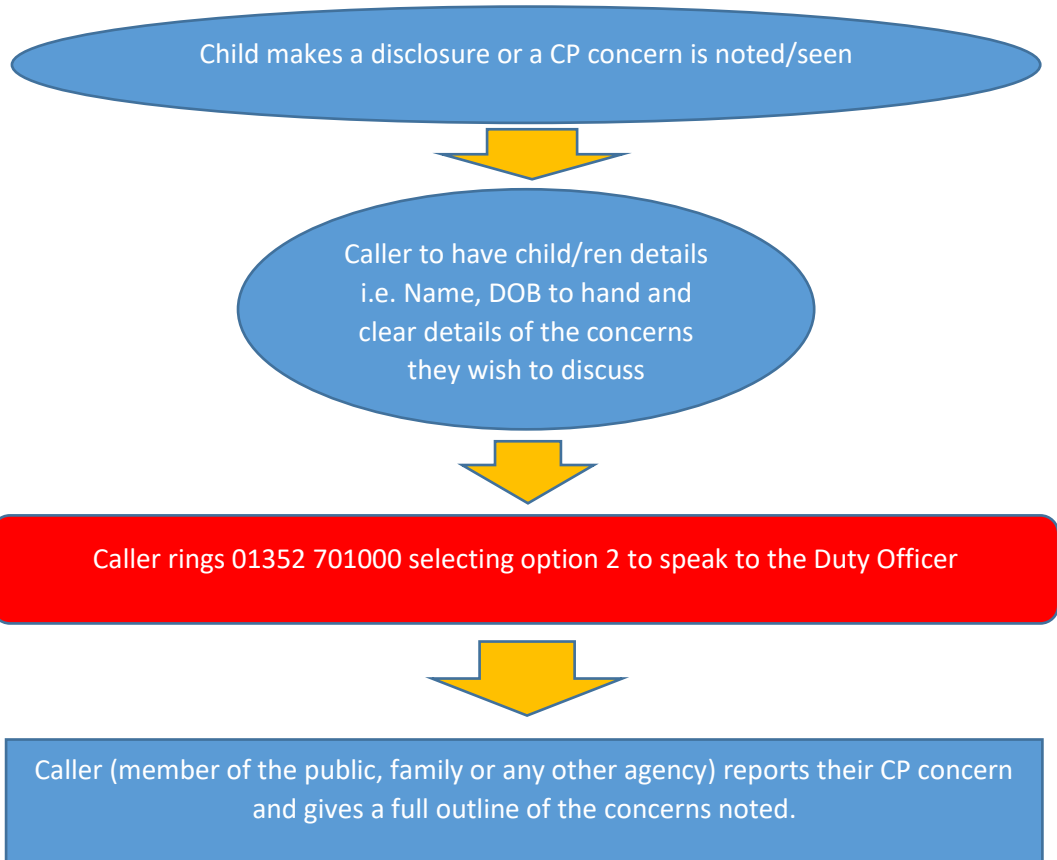 Child makes a disclosure or a CP concern is noted/seen
Caller to have child/ren details
i.e. Name, DOB to hand and
clear details of the concerns
they wish to discuss
Caller rings 01352 701000 selecting option 2 to speak to the Duty Officer
Caller (member of the public, family or any other agency) reports their CP concern
and gives a full outline of the concerns noted.